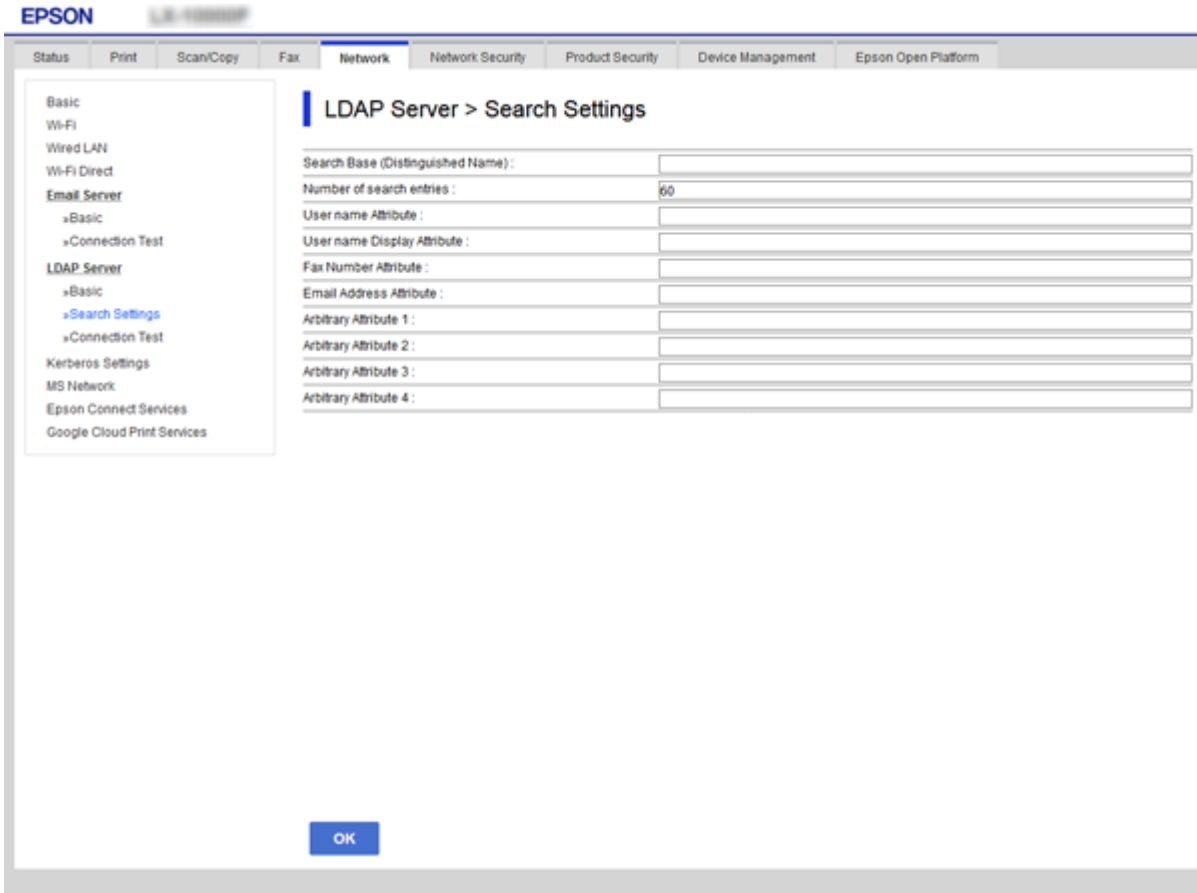 EPSON
Status Print Scan/Copy Fax Network Network Security Product Security Device Management Epson Open Platform
Basic
Wi-Fi
Wired LAN
Wi-Fi Direct
Email Server
»Basic
»Connection Test
LDAP Server
»Basic
»Search Settings
»Connection Test
Kerberos Settings
MS Network
Epson Connect Services
Google Cloud Print Services
LDAP Server > Search Settings
Search Base (Distinguished Name) :
Number of search entries : 60
User name Attribute :
User name Display Attribute :
Fax Number Attribute :
Email Address Attribute :
Arbitrary Attribute 1 :
Arbitrary Attribute 2 :
Arbitrary Attribute 3 :
Arbitrary Attribute 4 :
OK